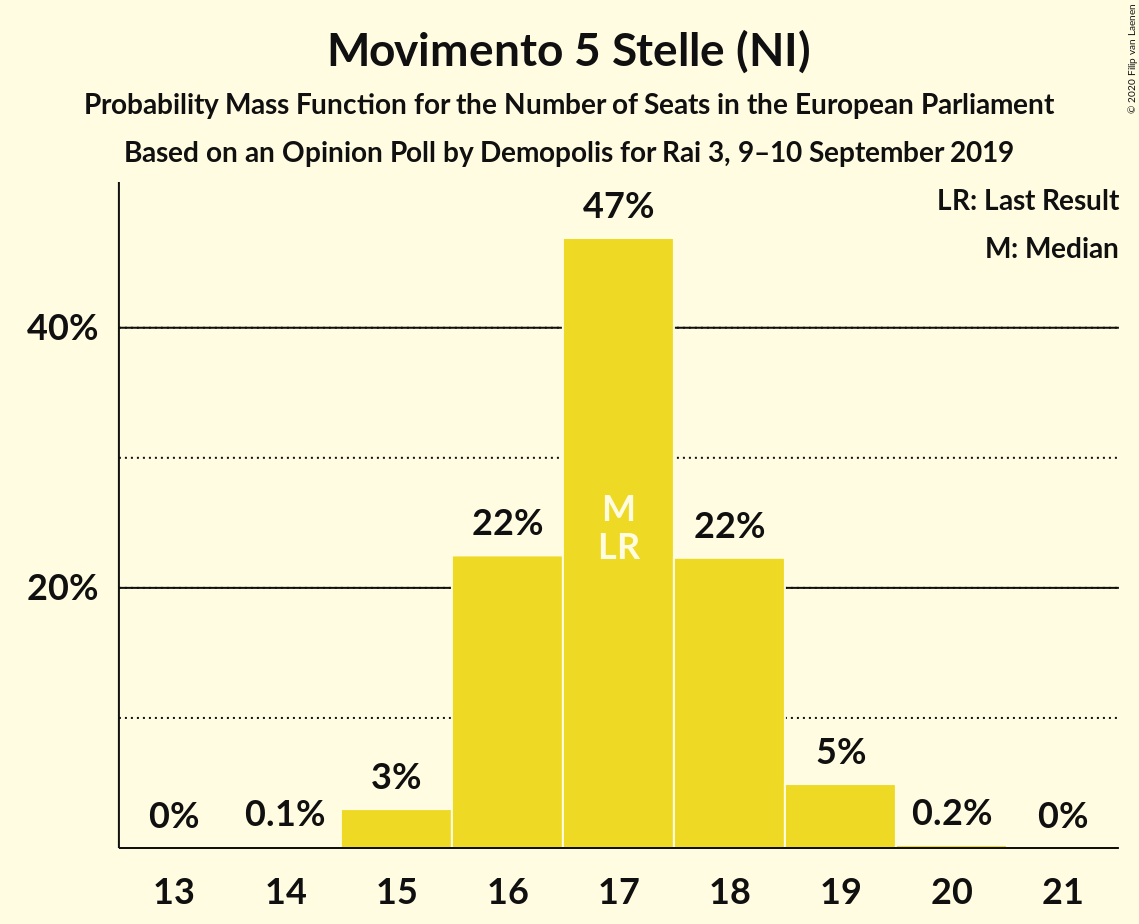 Movimento 5 Stelle (NI)
Probability Mass Function for the Number of Seats in the European Parliament
Based on an Opinion Poll by Demopolis for Rai 3, 9–10 September 2019
© 2020 Filip van Laenen
LR: Last Result
M: Median
47%
40%
22%
M
LR
22%
20%
3%
5%
0%
0.1%
0.2%
0%
13 14 15 16 17 18 19 20 21